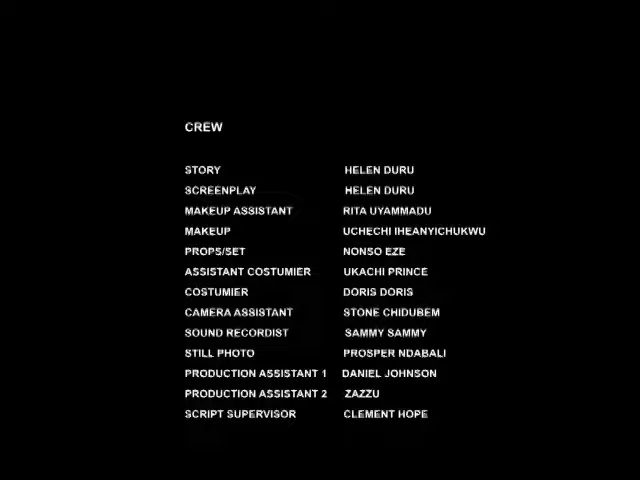 CREW
STORY HELEN DURU
SCREENPLAY HELEN DURU
MAKEUP ASSISTANT RITA UYAMMADU
MAKEUP UCHECHI IHEANYICHUKWU
PROPS/SET NONSO EZE
ASSISTANT COSTUMIER UKACHI PRINCE
COSTUMIER DORIS DORIS
CAMERA ASSISTANT STONE CHIDUBEM
SOUND RECORDIST SAMMY SAMMY
STILL PHOTO PROSPER NDABALI
PRODUCTION ASSISTANT 1 DANIEL JOHNSON
PRODUCTION ASSISTANT 2 ZAZZU
SCRIPT SUPERVISOR CLEMENT HOPE